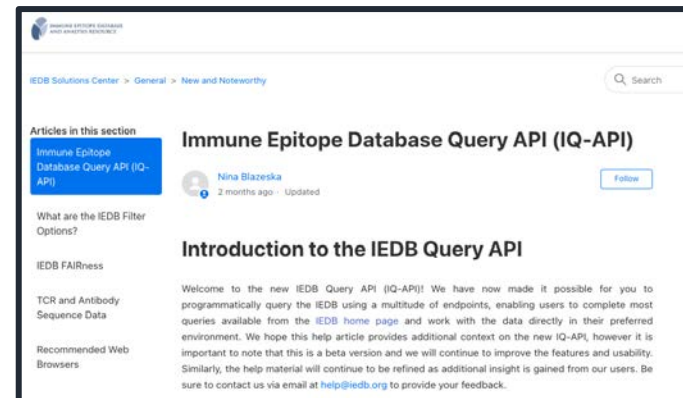 IMMUNE EPITOPE DATABASE
AND ANALYSIS RESOURCE
IEDB Solutions Center > General > New and Noteworthy
Search
Articles in this section
Immune Epitope
Database Query API (IQ-
API)
What are the IEDB Filter
Options?
IEDB FAIRness
TCR and Antibody
Sequence Data
Recommended Web
Browsers
Immune Epitope Database Query API (IQ-API)
Nina Blazeska
2 months ago · Updated
Follow
Introduction to the IEDB Query API
Welcome to the new IEDB Query API (IQ-API)! We have now made it possible for you to
programmatically query the IEDB using a multitude of endpoints, enabling users to complete most
queries available from the IEDB home page and work with the data directly in their preferred
environment. We hope this help article provides additional context on the new IQ-API, however it is
important to note that this is a beta version and we will continue to improve the features and usability.
Similarly, the help material will continue to be refined as additional insight is gained from our users. Be
sure to contact us via email at help@iedb.org to provide your feedback.